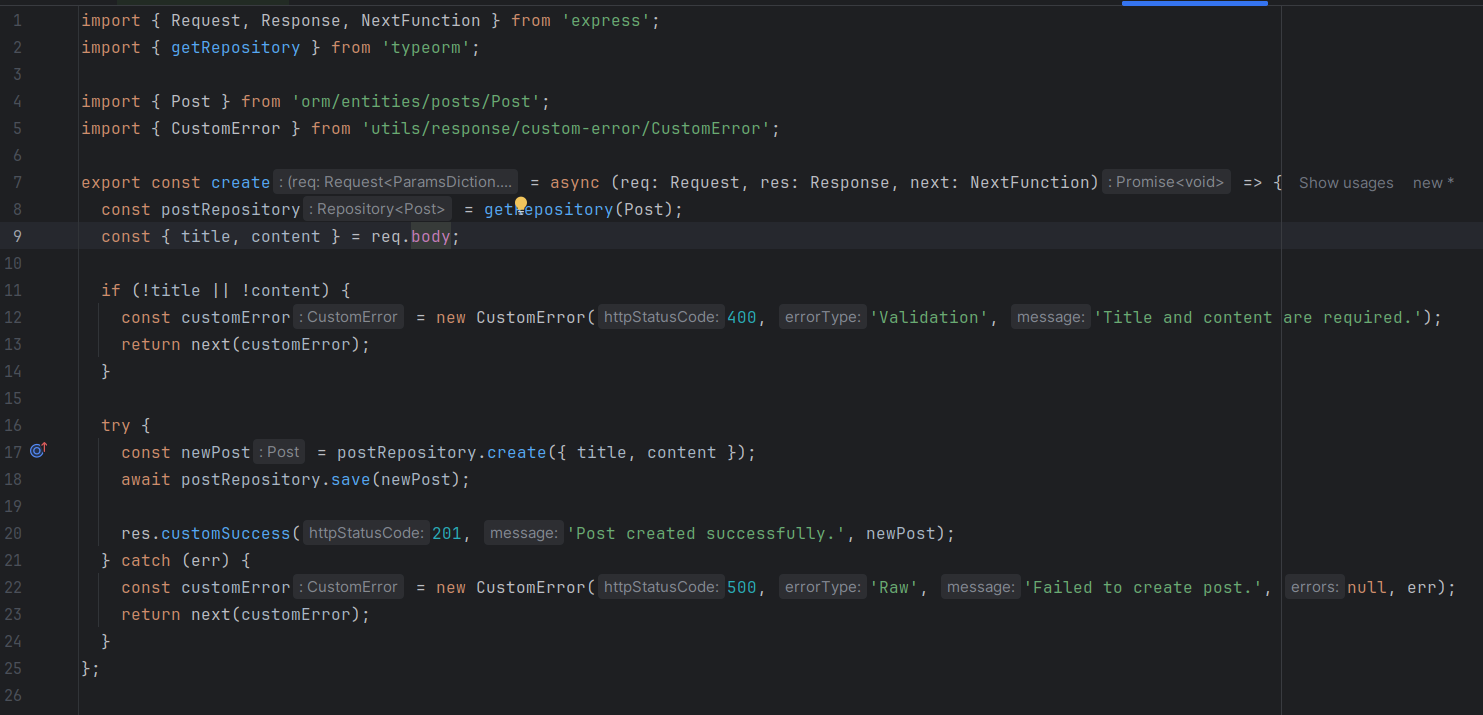 1 import { Request, Response, NextFunction } from 'express';
2 import { getRepository } from 'typeorm';
3
4 import { Post } from 'orm/entities/posts/Post';
5 import { CustomError } from 'utils/response/custom-error/CustomError';
6
7 export const create : (req: Request<ParamsDiction.... = async (req: Request, res: Response, next: NextFunction) : Promise<void> => { Show usages new *
8   const postRepository : Repository<Post> = getRepository(Post);
9   const { title, content } = req.body;
10
11   if (!title || !content) {
12     const customError : CustomError = new CustomError( httpStatusCode: 400, errorType: 'Validation', message: 'Title and content are required.');
13     return next(customError);
14   }
15
16   try {
17     const newPost : Post = postRepository.create({ title, content });
18     await postRepository.save(newPost);
19
20     res.customSuccess( httpStatusCode: 201, message: 'Post created successfully.', newPost);
21   } catch (err) {
22     const customError : CustomError = new CustomError( httpStatusCode: 500, errorType: 'Raw', message: 'Failed to create post.', errors: null, err);
23     return next(customError);
24   }
25 };
26